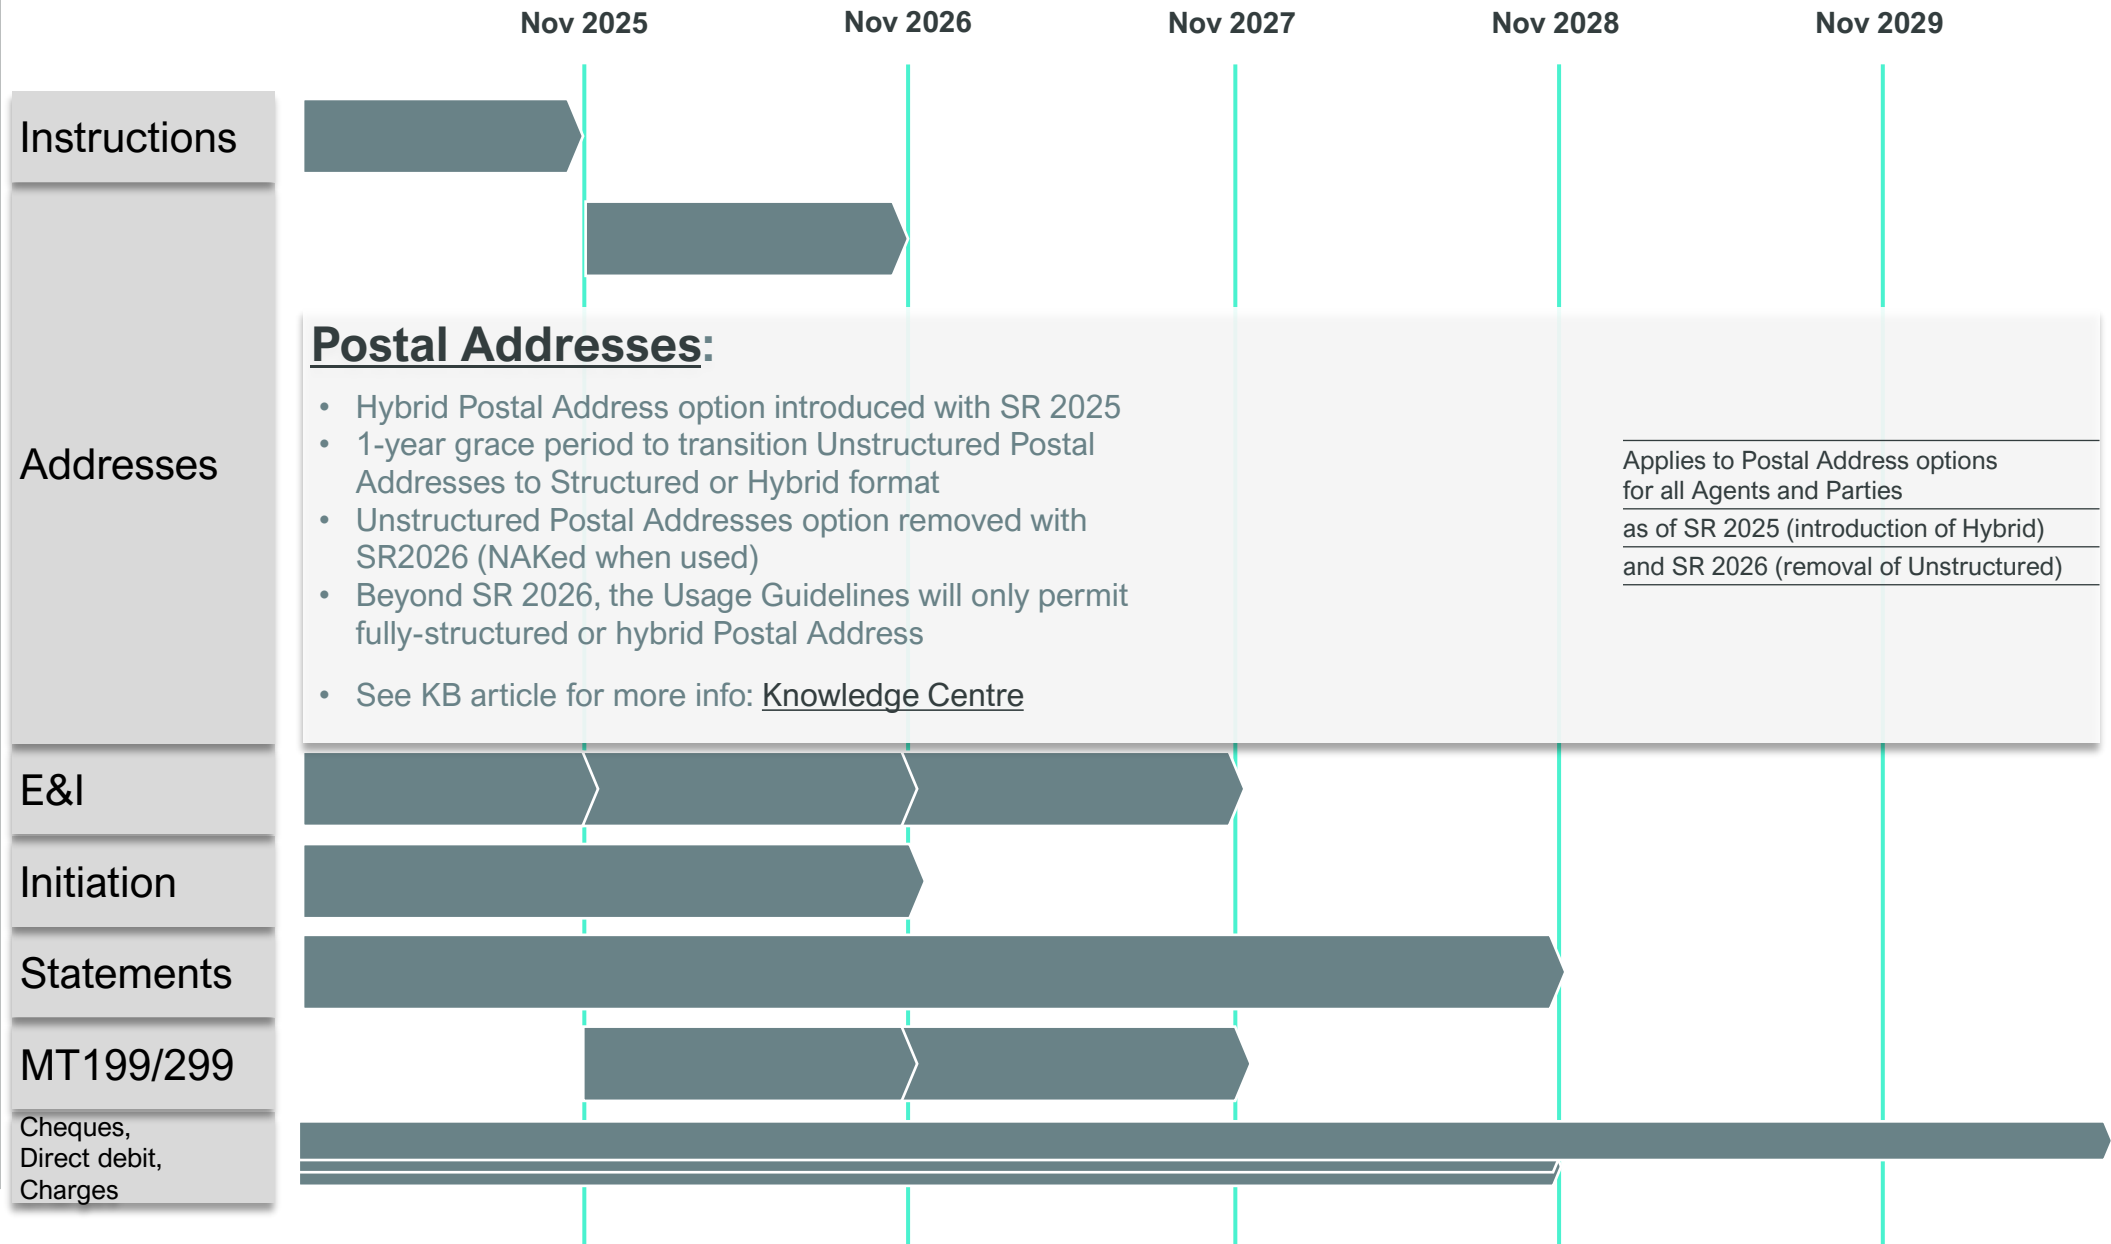 Nov 2025
Nov 2026
Nov 2027
Nov 2028
Nov 2029
Instructions
Addresses
Postal Addresses:
• Hybrid Postal Address option introduced with SR 2025
• 1-year grace period to transition Unstructured Postal
Addresses to Structured or Hybrid format
• Unstructured Postal Addresses option removed with
SR2026 (NAKed when used)
• Beyond SR 2026, the Usage Guidelines will only permit
fully-structured or hybrid Postal Address
• See KB article for more info: Knowledge Centre
Applies to Postal Address options
for all Agents and Parties
as of SR 2025 (introduction of Hybrid)
and SR 2026 (removal of Unstructured)
E&I
Initiation
Statements
MT199/299
Cheques,
Direct debit,
Charges